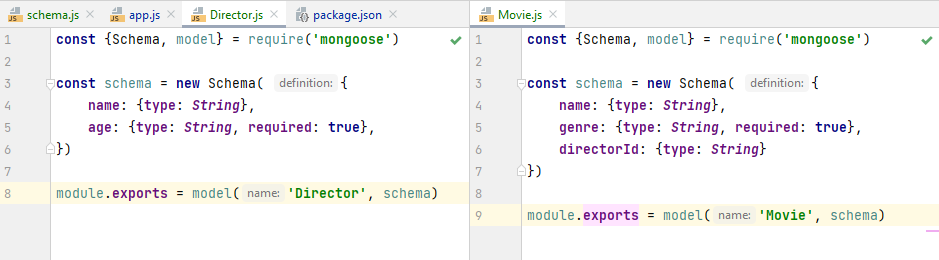 schema.js app.js Director.js package.json
1 const {Schema, model} = require('mongoose')
2
3 const schema = new Schema( definition: {
4 name: {type: String},
5 age: {type: String, required: true},
6 })
7
8 module.exports = model( name: 'Director', schema)
Movie.js
1 const {Schema, model} = require('mongoose')
2
3 const schema = new Schema( definition: {
4 name: {type: String},
5 genre: {type: String, required: true},
6 directorId: {type: String}
7 })
8
9 module.exports = model( name: 'Movie', schema)